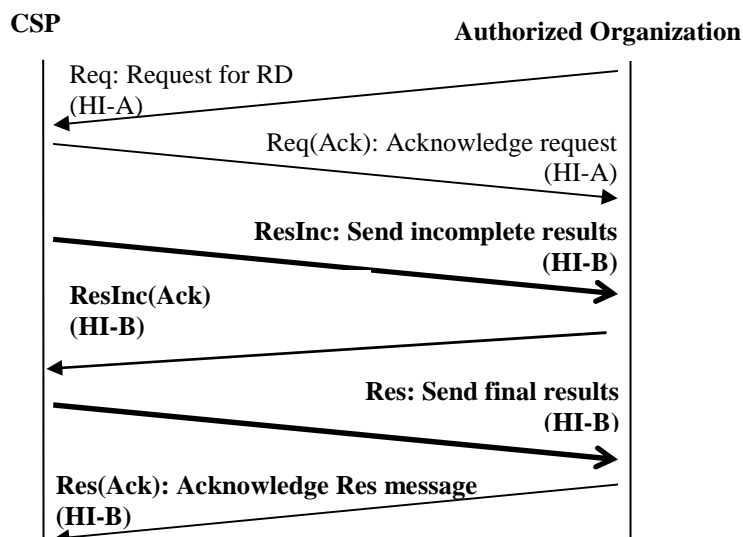 CSP
Authorized Organization
Req: Request for RD
(HI-A)
Req(Ack): Acknowledge request
(HI-A)
ResInc: Send incomplete results
(HI-B)
ResInc(Ack)
(HI-B)
Res: Send final results
(HI-B)
Res(Ack): Acknowledge Res message
(HI-B)